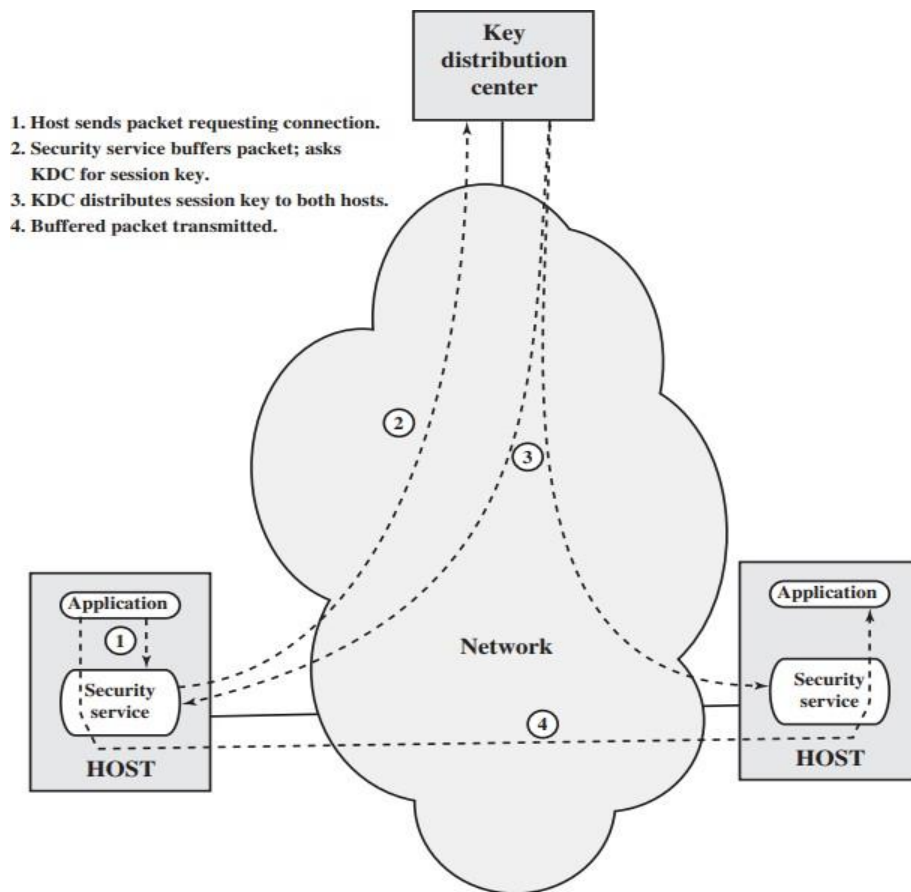 Key
distribution
center
1. Host sends packet requesting connection.
2. Security service buffers packet; asks
KDC for session key.
3. KDC distributes session key to both hosts.
4. Buffered packet transmitted.
2
3
Application
1
Security
service
HOST
Network
4
Application
Security
service
HOST